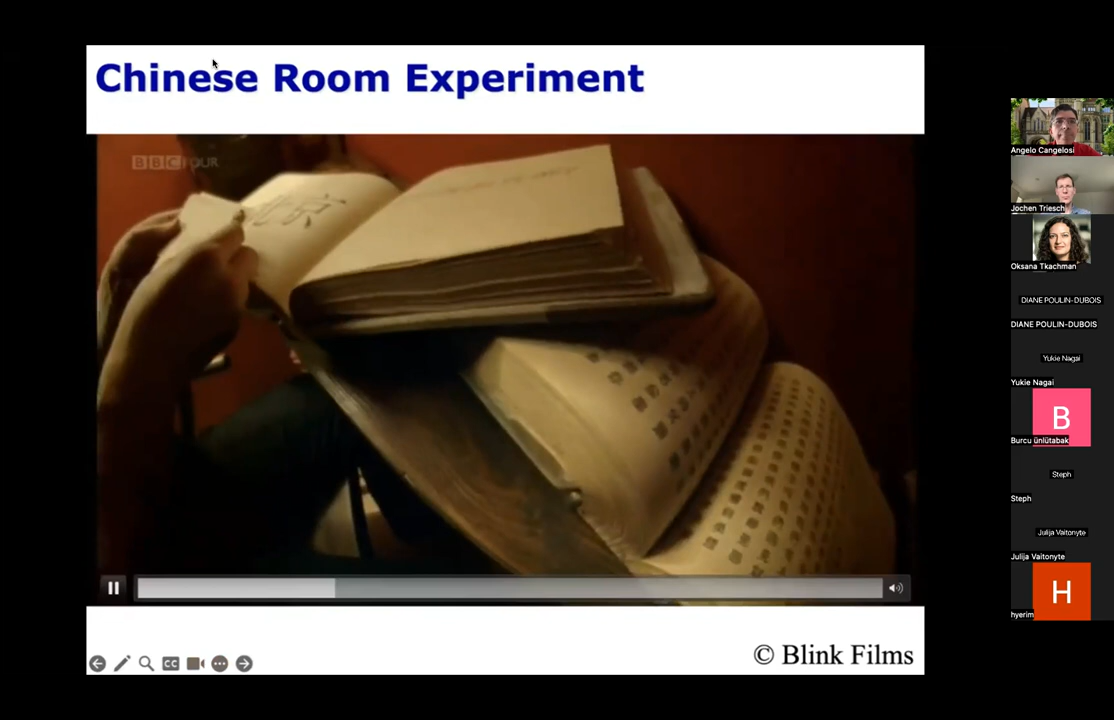 Chinese Room Experiment
BBC FOUR
© Blink Films
CC
Angelo Cangelosi
Jochen Triesch
Oksana Tkachman
DIANE POULIN-DUBOIS
DIANE POULIN-DUBOIS
Yukie Nagai
Yukie Nagai
B
Burcu ünlütabak
Steph
Steph
Julija Vaitonyte
Julija Vaitonyte
H
hyerim